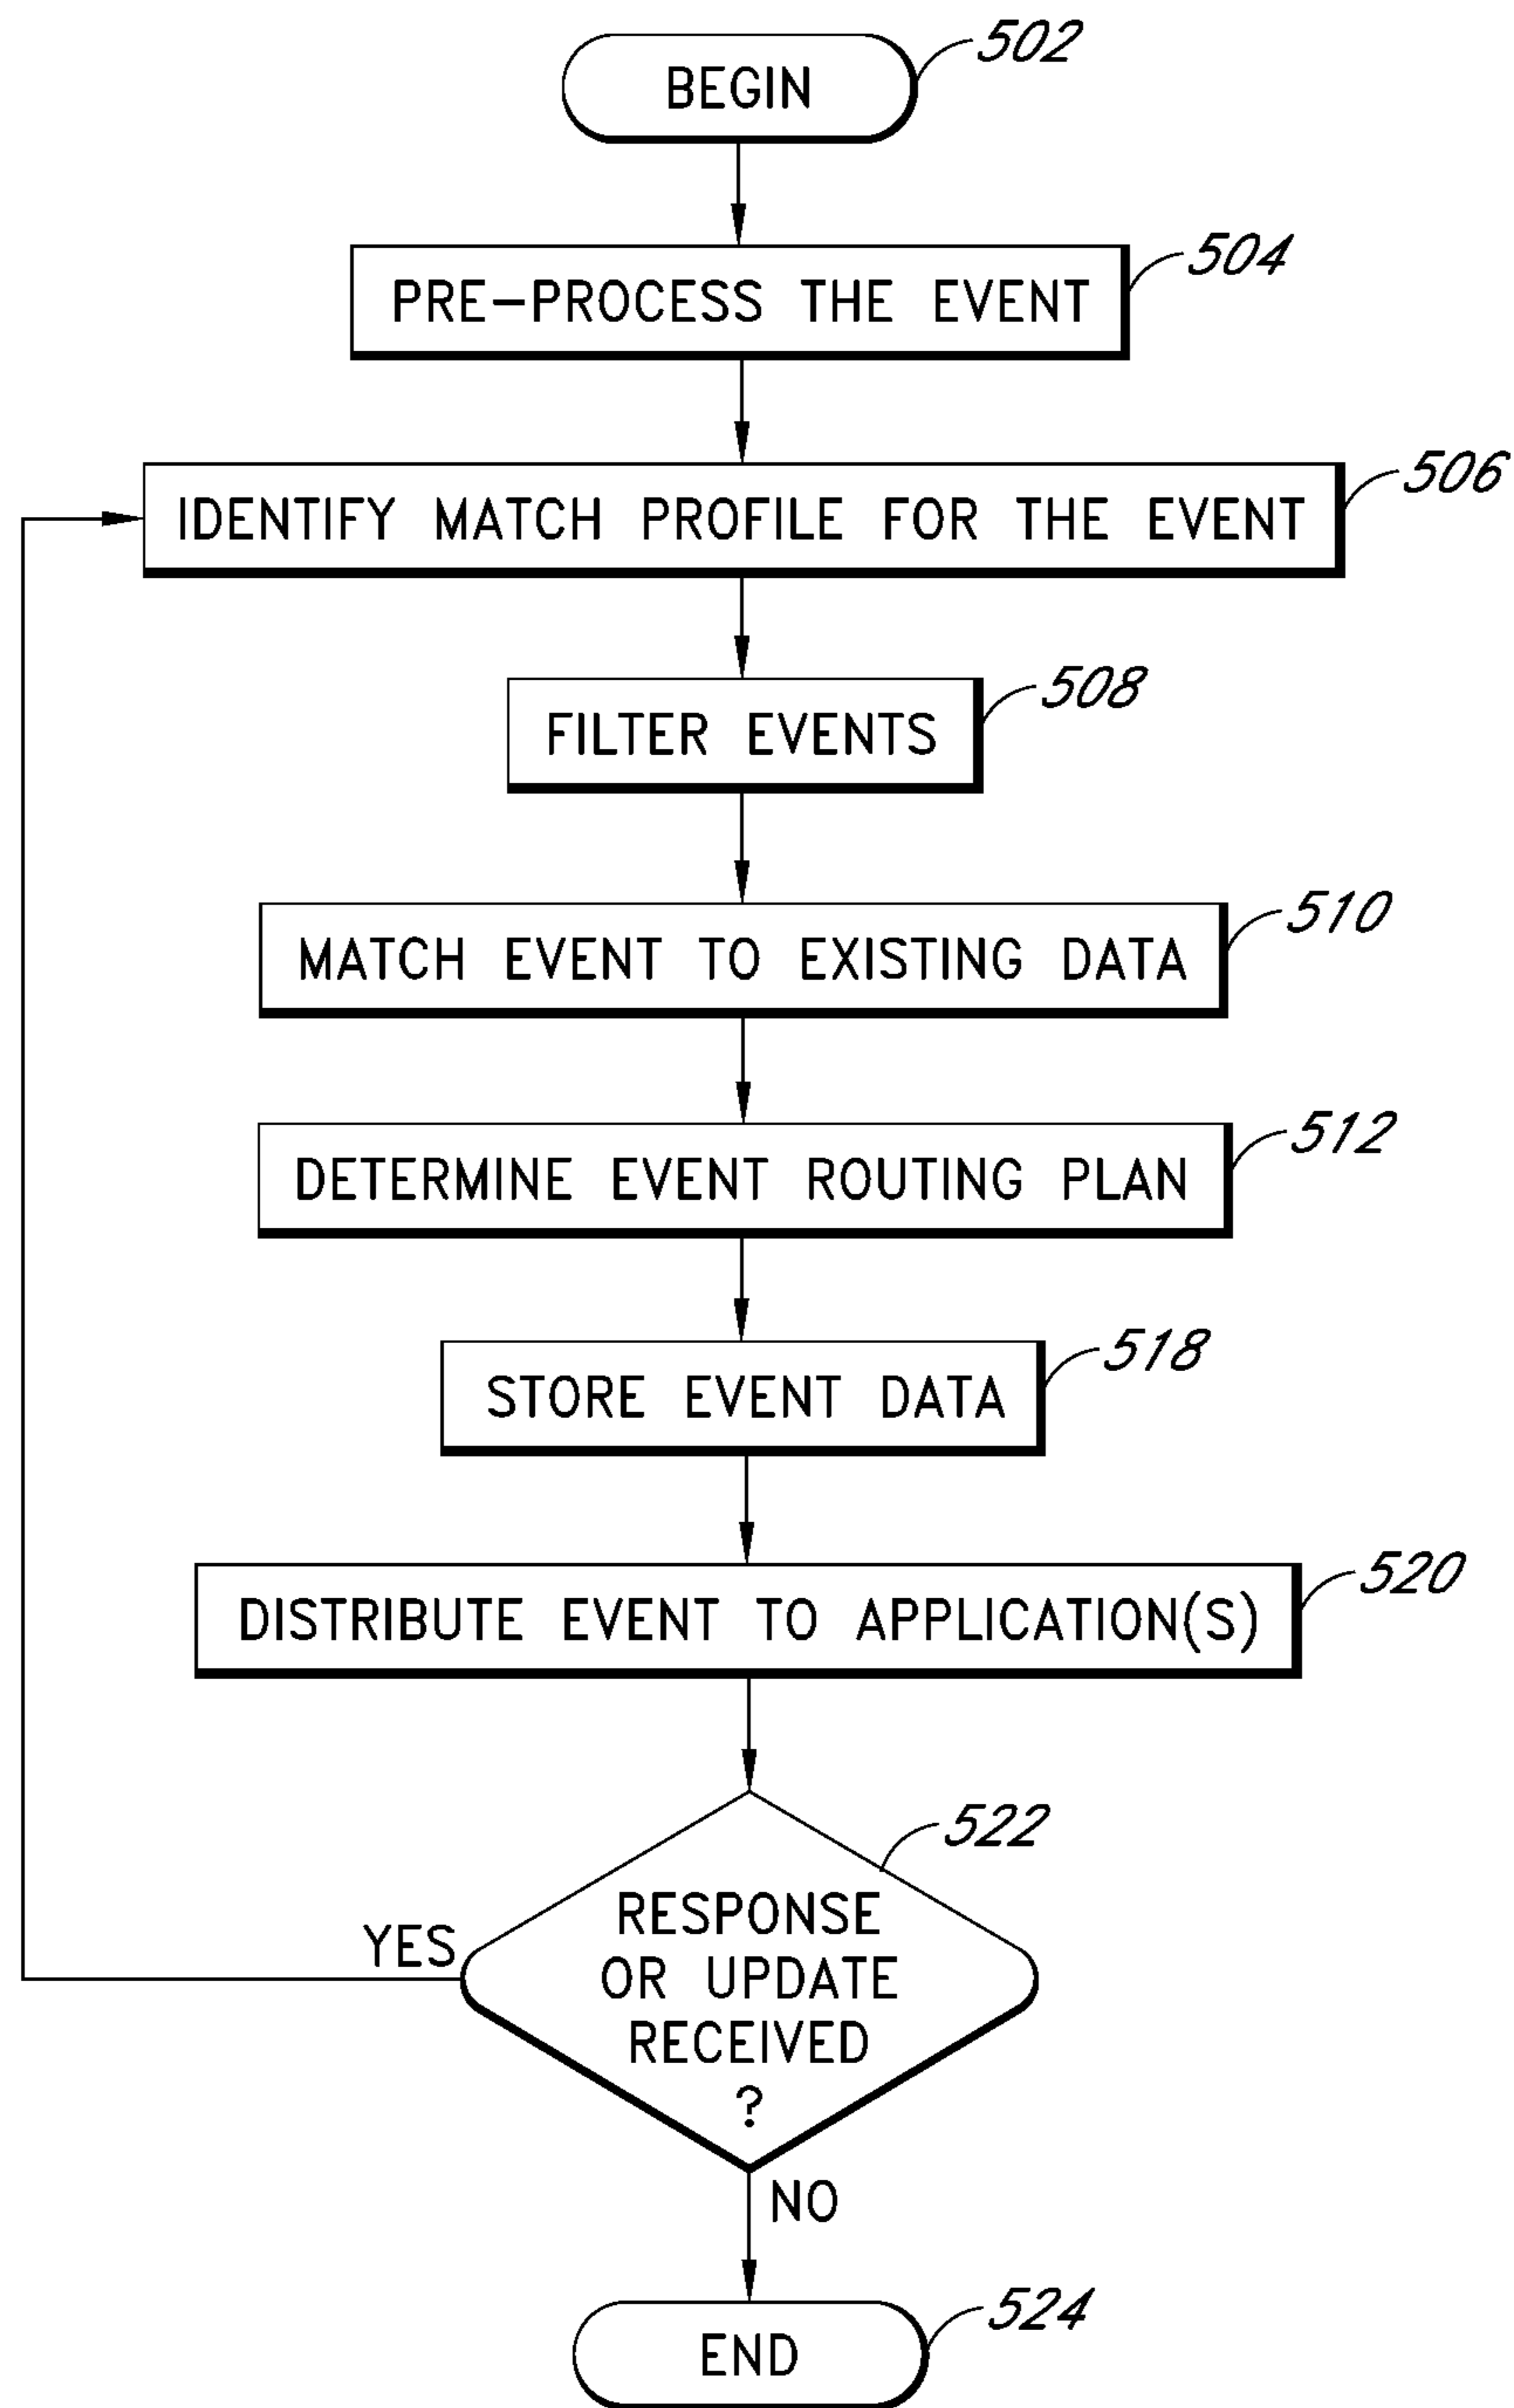 502
BEGIN
504
PRE-PROCESS THE EVENT
506
IDENTIFY MATCH PROFILE FOR THE EVENT
508
FILTER EVENTS
510
MATCH EVENT TO EXISTING DATA
512
DETERMINE EVENT ROUTING PLAN
518
STORE EVENT DATA
520
DISTRIBUTE EVENT TO APPLICATION(S)
522
RESPONSE
OR UPDATE
RECEIVED
?
YES
NO
524
END